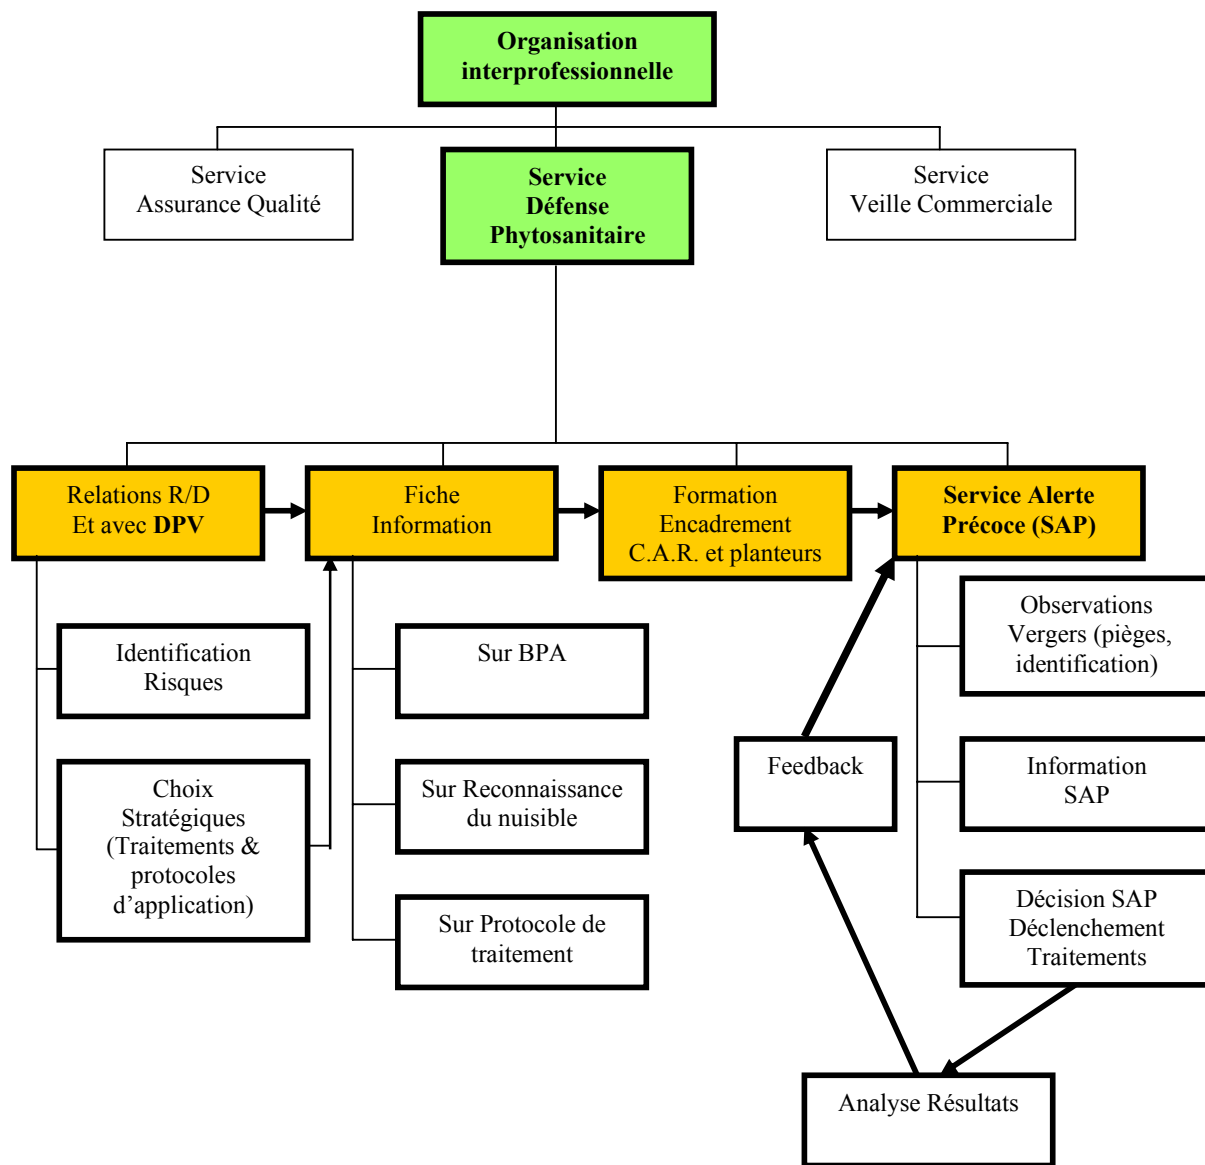 Organisation
interprofessionnelle
Service
Assurance Qualité
Service
Défense
Phytosanitaire
Service
Veille Commerciale
Relations R/D
Et avec DPV
Fiche
Information
Formation
Encadrement
C.A.R. et planteurs
Service Alerte
Précoce (SAP)
Identification
Risques
Choix
Stratégiques
(Traitements &
protocoles
d’application)
Sur BPA
Sur Reconnaissance
du nuisible
Sur Protocole de
traitement
Feedback
Observations
Vergers (pièges,
identification)
Information
SAP
Décision SAP
Déclenchement
Traitements
Analyse Résultats